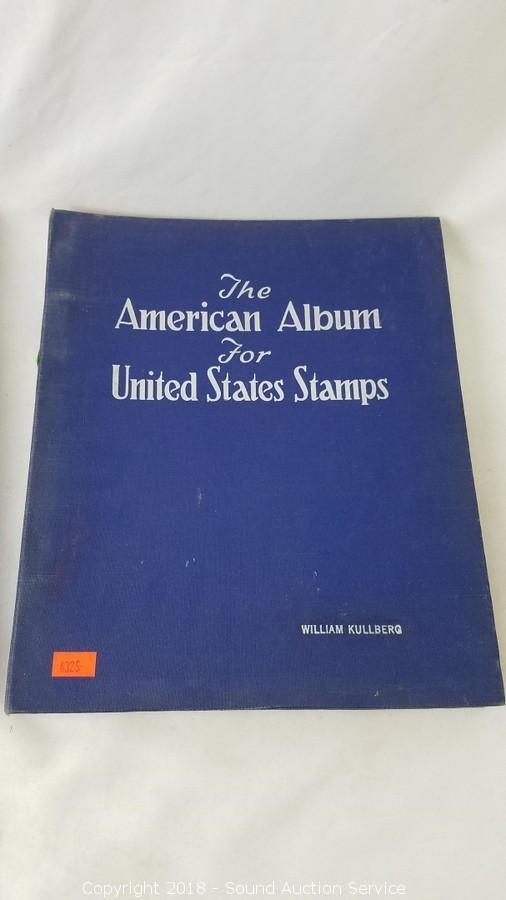 The
American Album
For
United States Stamps
WILLIAM KULLBERG
4325
Copyright 2018 - Sound Auction Service